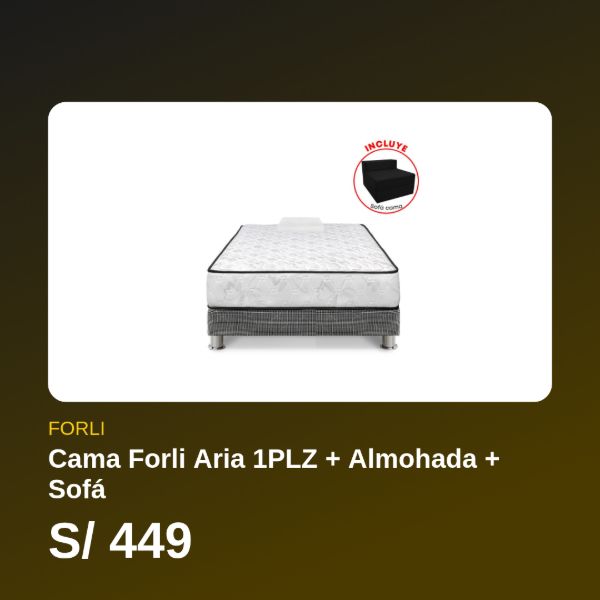 INCLUYE
Sofá cama
FORLI
Cama Forli Aria 1PLZ + Almohada +
Sofá
S/ 449